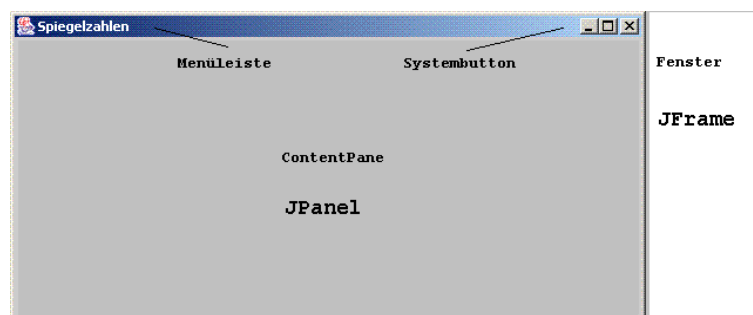 Spiegelzahlen
Menüleiste Systembutton Fenster
JFrame
ContentPane
JPanel